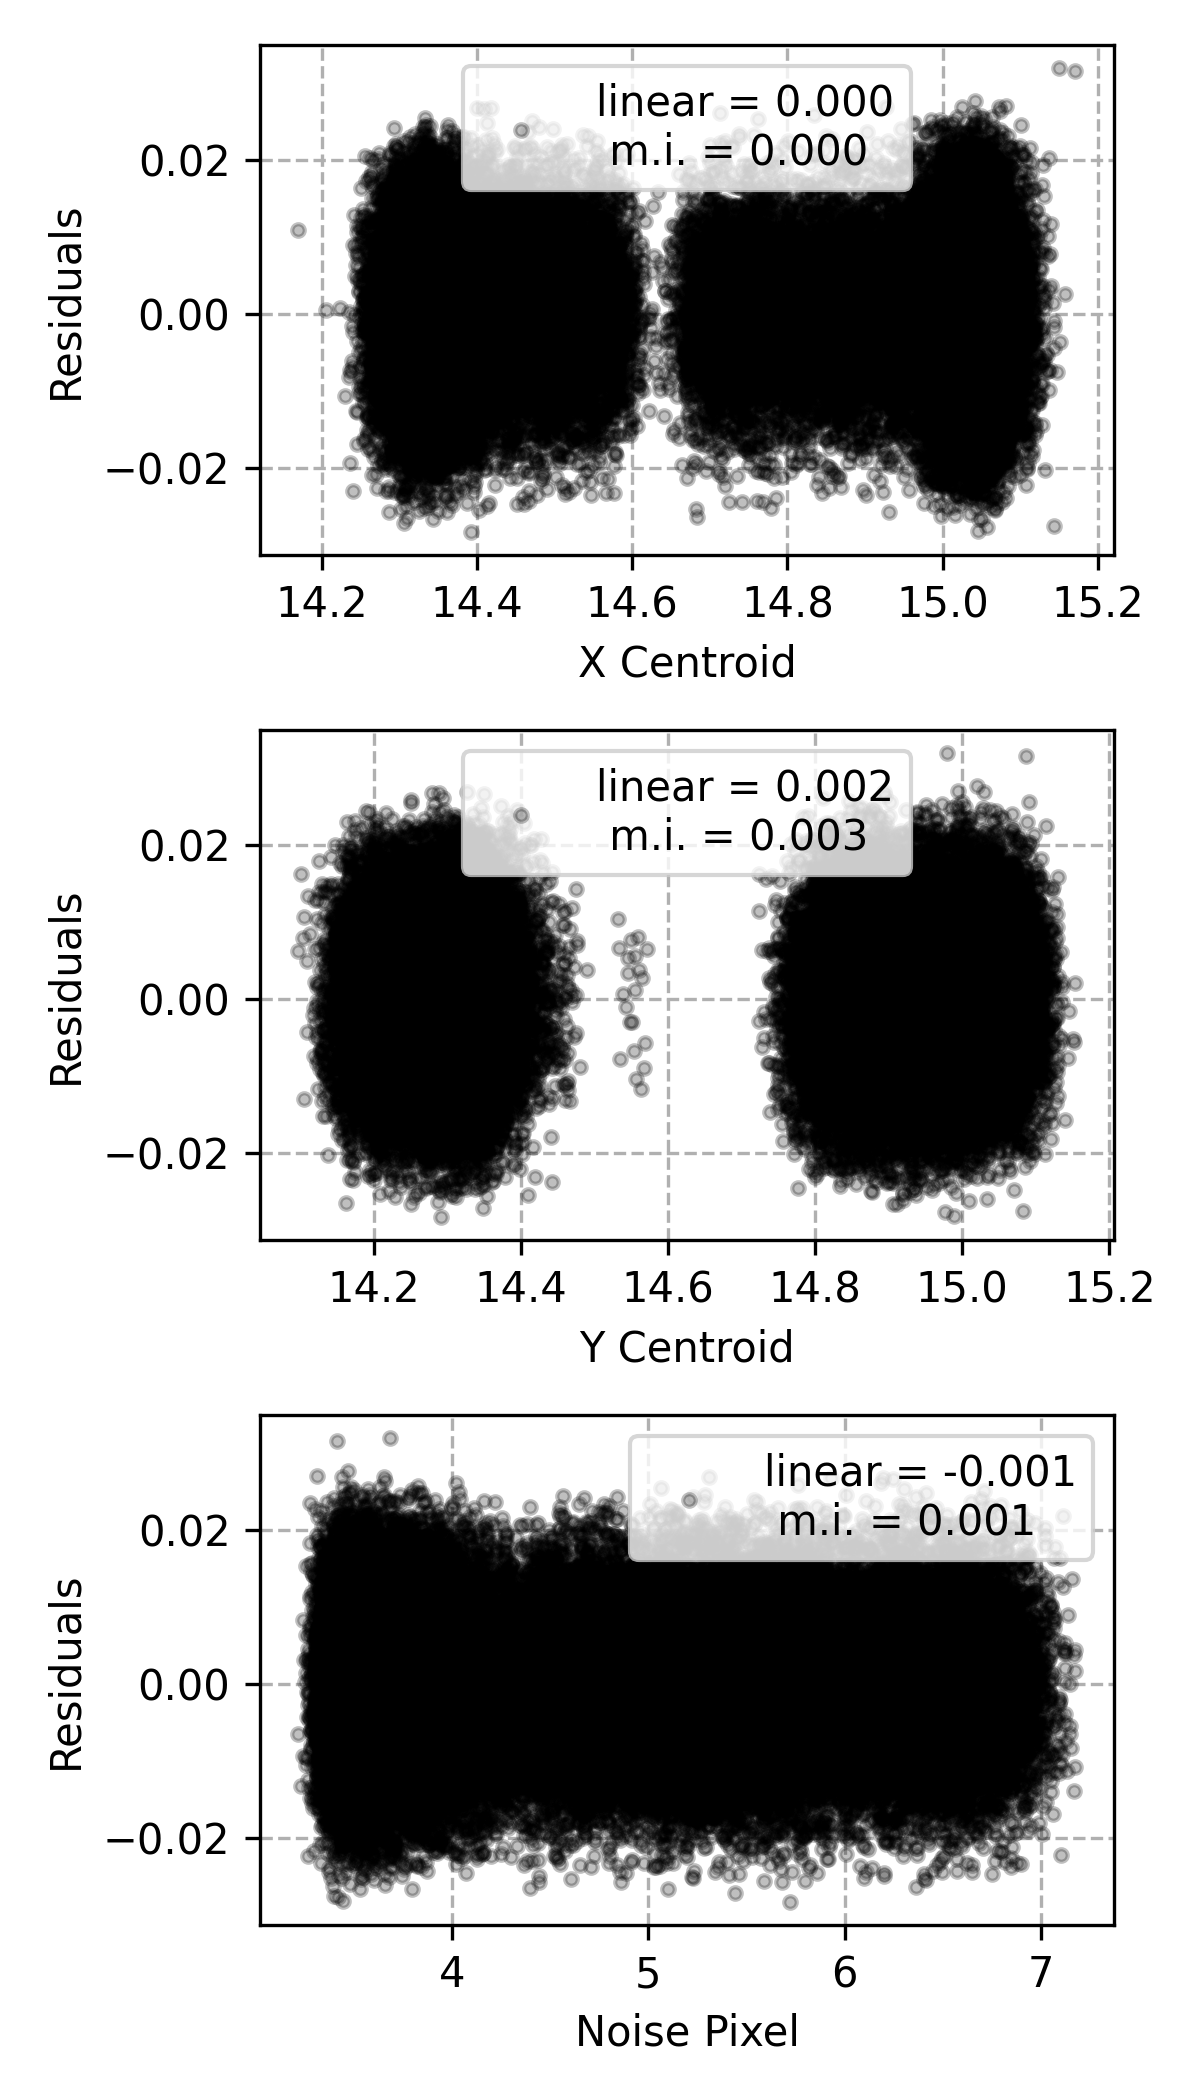 linear = 0.000
m.i. = 0.000
0.02
0.00
−0.02
Residuals
14.2 14.4 14.6 14.8 15.0 15.2
X Centroid
linear = 0.002
m.i. = 0.003
0.02
0.00
−0.02
Residuals
14.2 14.4 14.6 14.8 15.0 15.2
Y Centroid
linear = -0.001
m.i. = 0.001
0.02
0.00
−0.02
Residuals
4 5 6 7
Noise Pixel